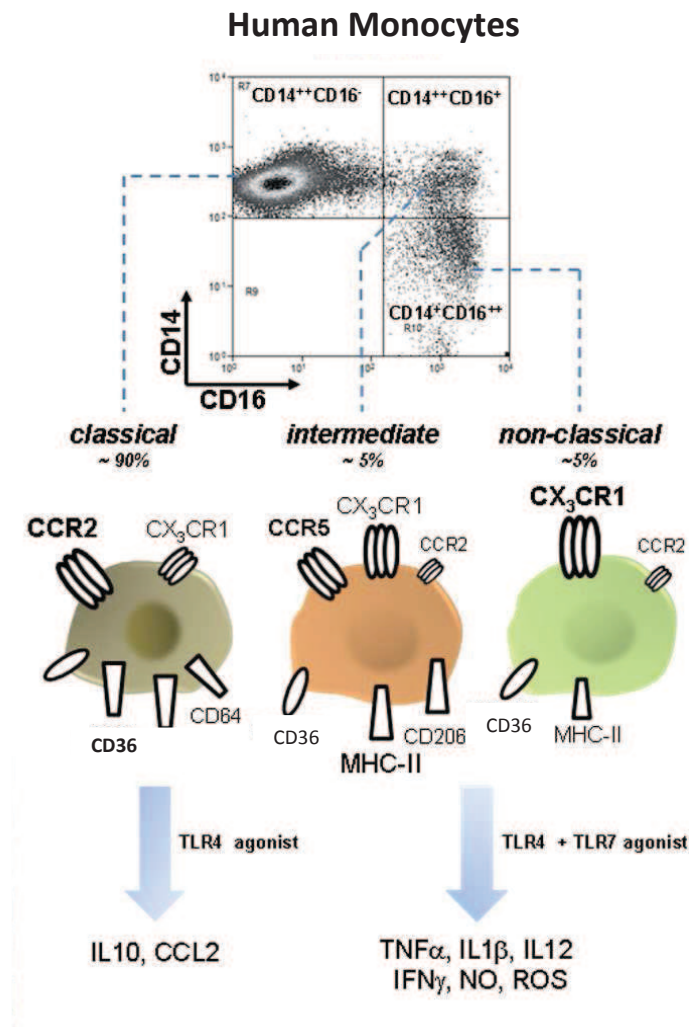 Human Monocytes
10⁴
R7
CD14⁺⁺CD16⁻
CD14⁺⁺CD16⁺
10³
10²
10¹
R9
CD14⁺CD16⁺⁺
R10
10⁰
10⁰ 10¹ 10² 10³ 10⁴
CD14
CD16
classical
~ 90%
intermediate
~ 5%
non-classical
~5%
CCR2
CX₃CR1
CCR5
CX₃CR1
CCR2
CX₃CR1
CCR2
CD36
CD64
CD36
MHC-II
CD206
CD36
MHC-II
TLR4 agonist
TLR4 + TLR7 agonist
IL10, CCL2
TNFα, IL1β, IL12
IFNγ, NO, ROS